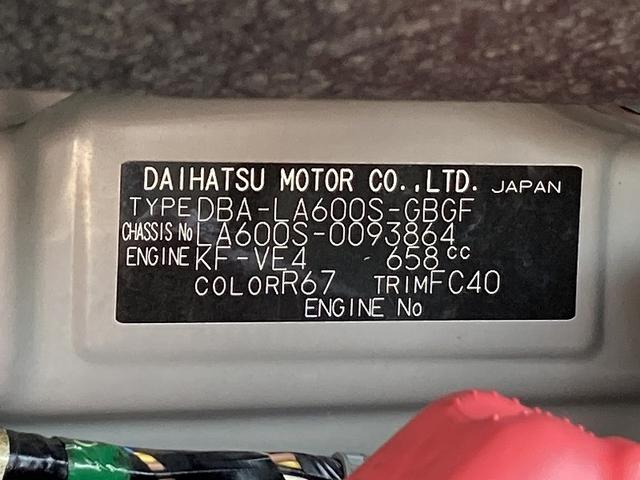 DAIHATSU MOTOR CO.,LTD. JAPAN
TYPE DBA-LA600S-GBGF
CHASSIS No LA600S-0093864
ENGINE KF-VE4 658cc
COLOR R67 TRIM FC40
ENGINE No